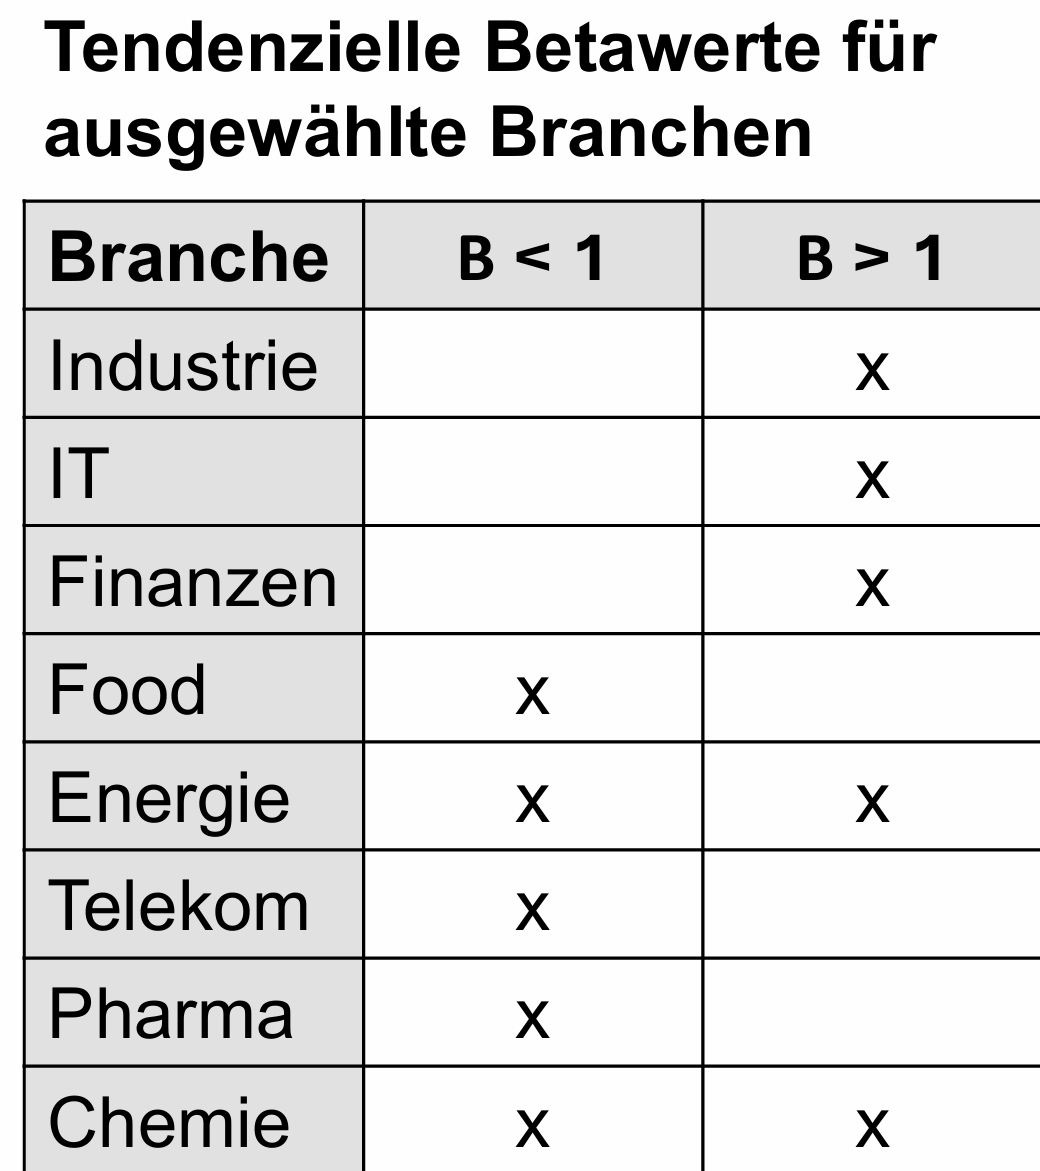 Tendenzielle Betawerte für
ausgewählte Branchen
Branche B < 1 B > 1
Industrie x
IT x
Finanzen x
Food x
Energie x x
Telekom x
Pharma x
Chemie x x